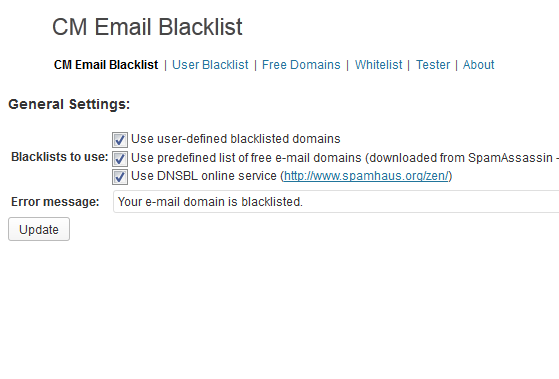 CM Email Blacklist
CM Email Blacklist | User Blacklist | Free Domains | Whitelist | Tester | About
General Settings:
Blacklists to use:
Use user-defined blacklisted domains
Use predefined list of free e-mail domains (downloaded from SpamAssassin -
Use DNSBL online service (http://www.spamhaus.org/zen/)
Error message: Your e-mail domain is blacklisted.
Update